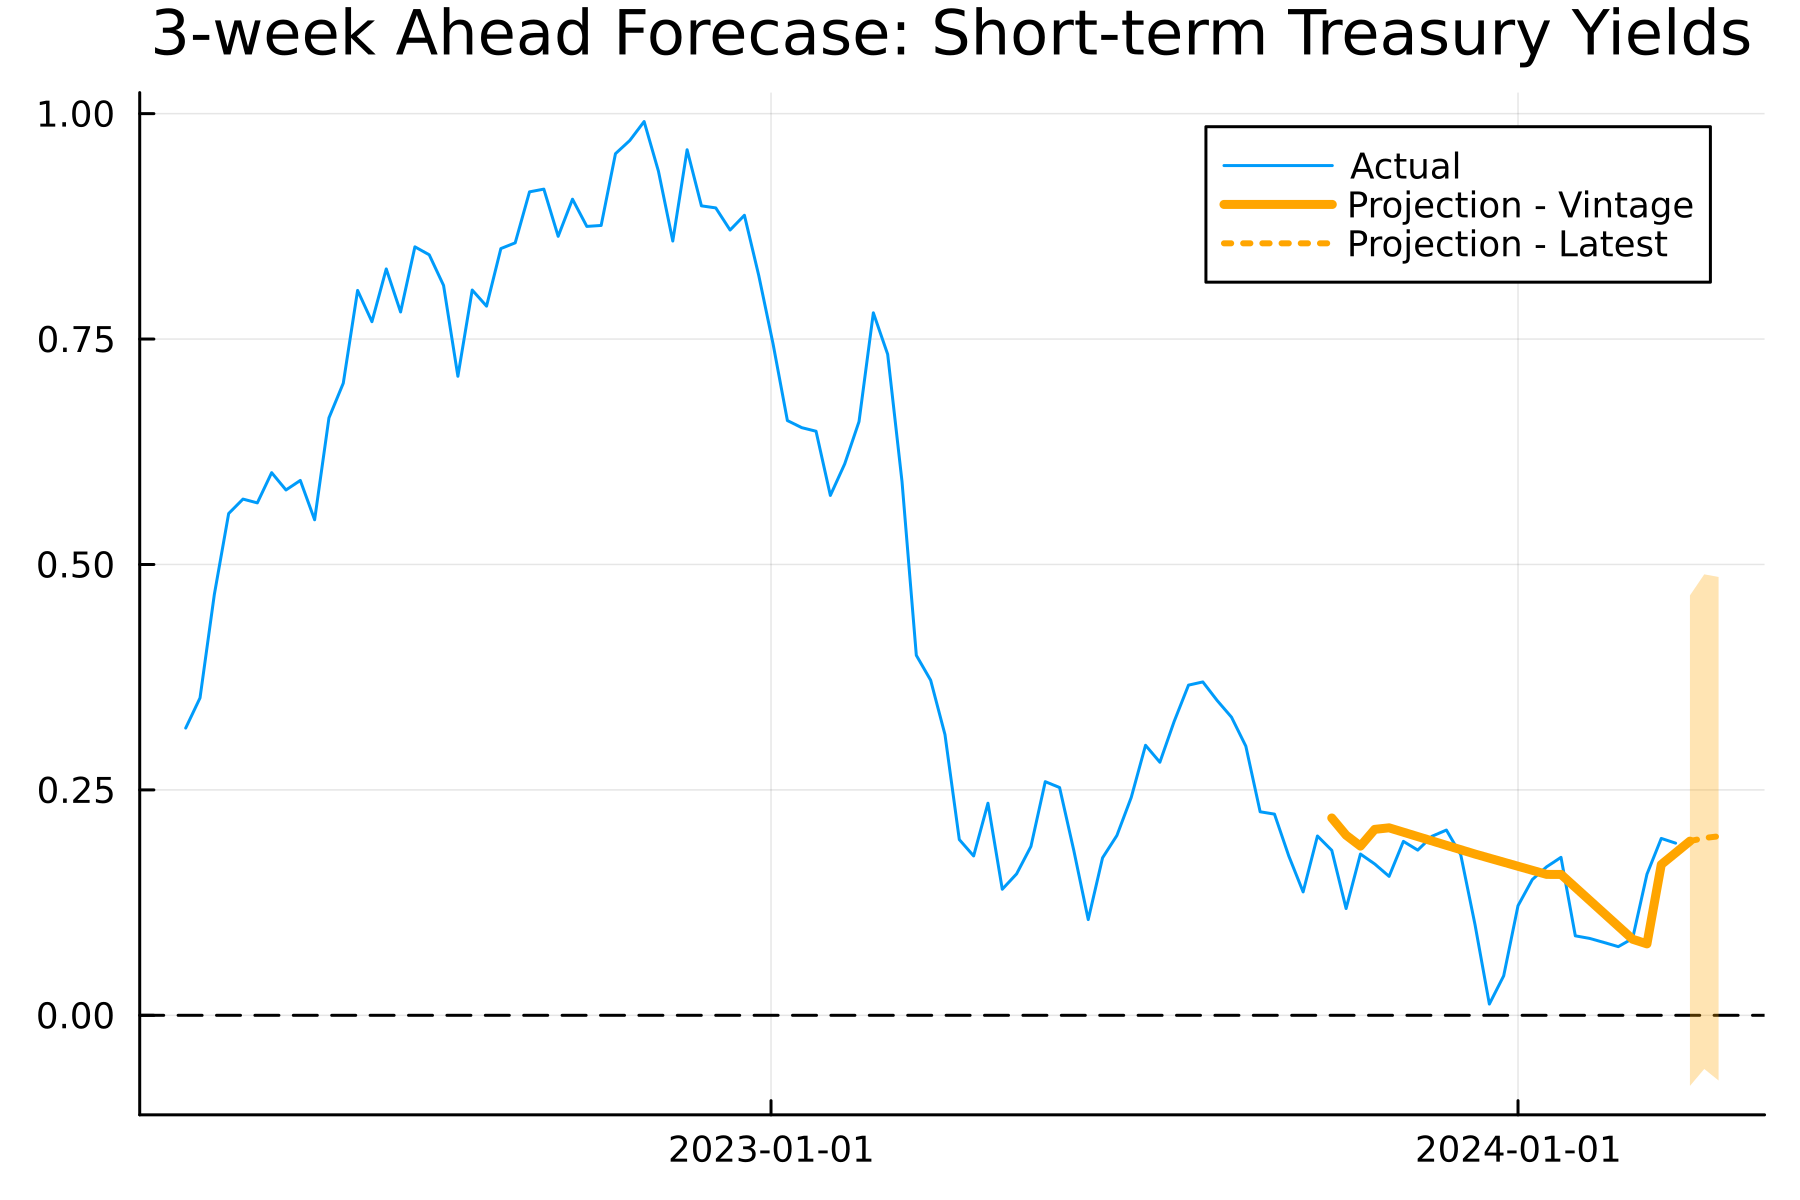 3-week Ahead Forecase: Short-term Treasury Yields
1.00
0.75
0.50
0.25
0.00
Actual
Projection - Vintage
Projection - Latest
2023-01-01
2024-01-01